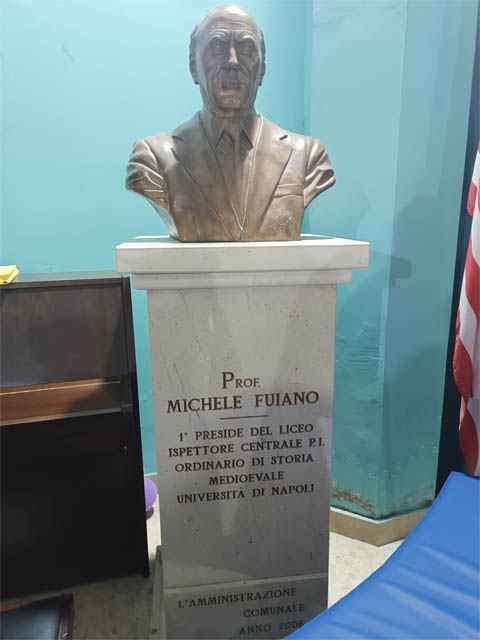 PROF.
MICHELE FUIANO
1° PRESIDE DEL LICEO
ISPETTORE CENTRALE P.I.
ORDINARIO DI STORIA
MEDIOEVALE
UNIVERSITÀ DI NAPOLI
L'AMMINISTRAZIONE
COMUNALE
ANNO 2006